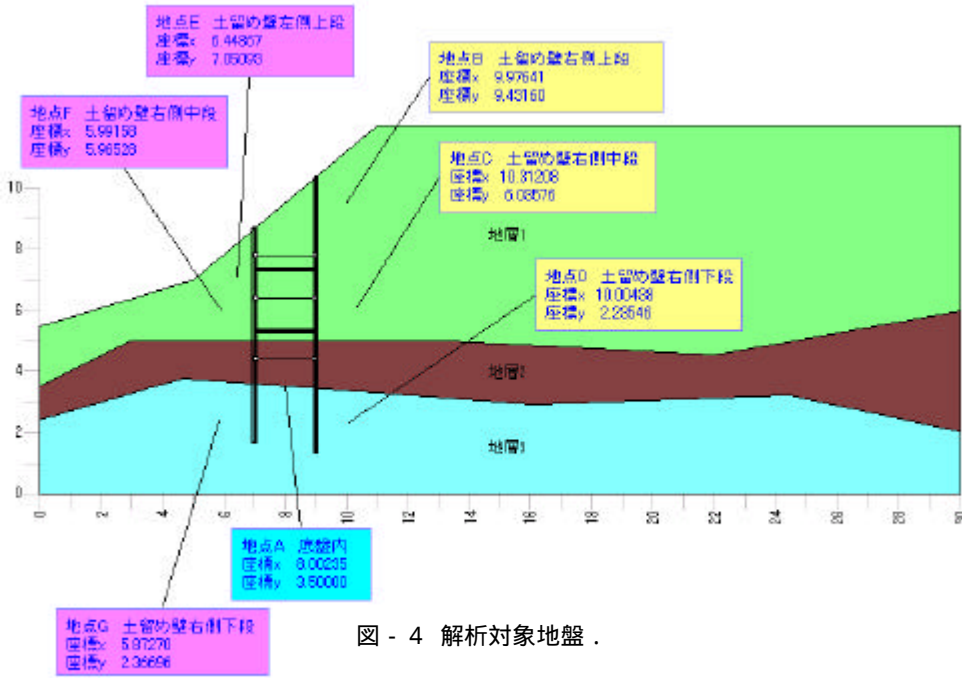 地点E 土留め壁左側上段
座標x 6.44867
座標y 7.05093
地点B 土留め壁右側上段
座標x 9.97641
座標y 9.43160
地点F 土留め壁右側中段
座標x 5.99158
座標y 5.96528
地点C 土留め壁右側中段
座標x 10.31208
座標y 6.03576
地層1
地点D 土留め壁右側下段
座標x 10.00438
座標y 2.23546
地層2
地層3
10
8
6
4
2
0
0 2 4 6 8 10 12 14 16 18 20 22 24 26 28 30
地点A 底盤内
座標x 8.00235
座標y 3.50000
地点G 土留め壁右側下段
座標x 5.87270
座標y 2.36696
図 - 4 解析対象地盤.